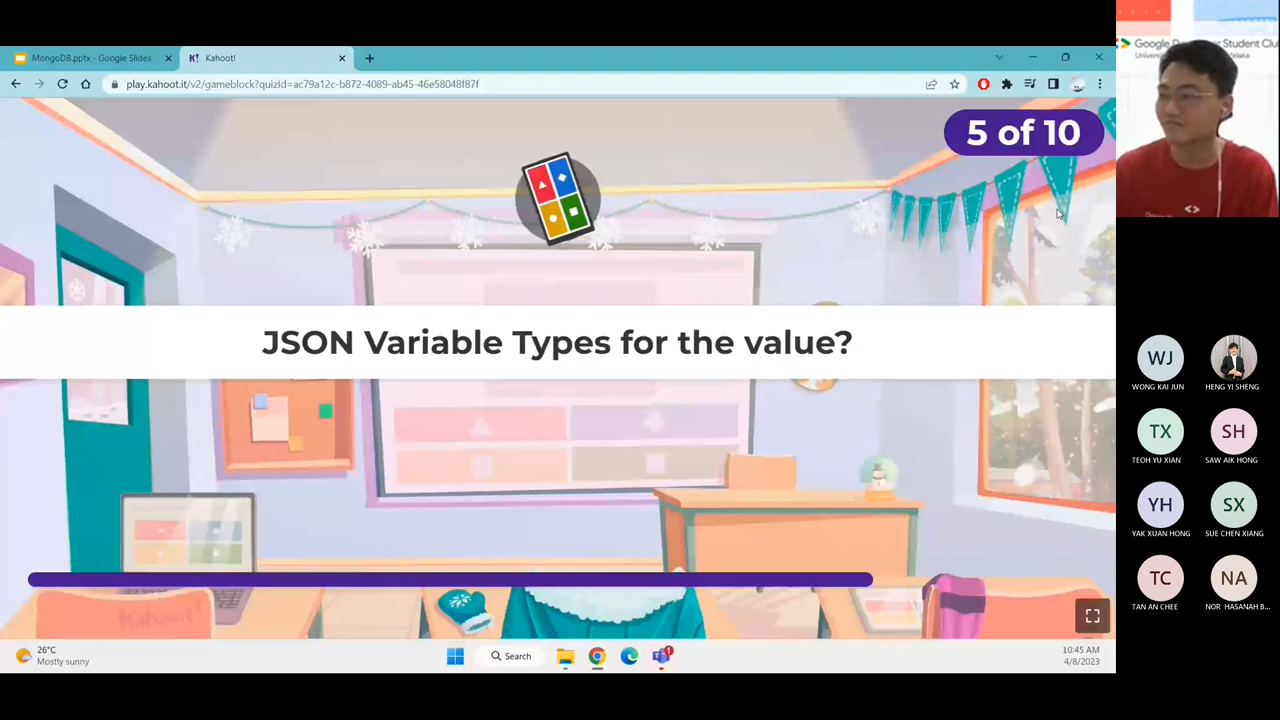 MongoDB.pptx - Google Slides
Kahoot!
play.kahoot.it/v2/gameblock?quizId=ac79a12c-b872-4089-ab45-46e58048f87f
5 of 10
JSON Variable Types for the value?
26°C
Mostly sunny
Search
1
10:45 AM
4/8/2023
Student Clu
WJ
WONG KAI JUN
HENG YI SHENG
TX
TEOH YU XIAN
SH
SAW AIK HONG
YH
YAK XUAN HONG
SX
SUE CHEN XIANG
TC
TAN AN CHEE
NA
NOR HASANAH B...